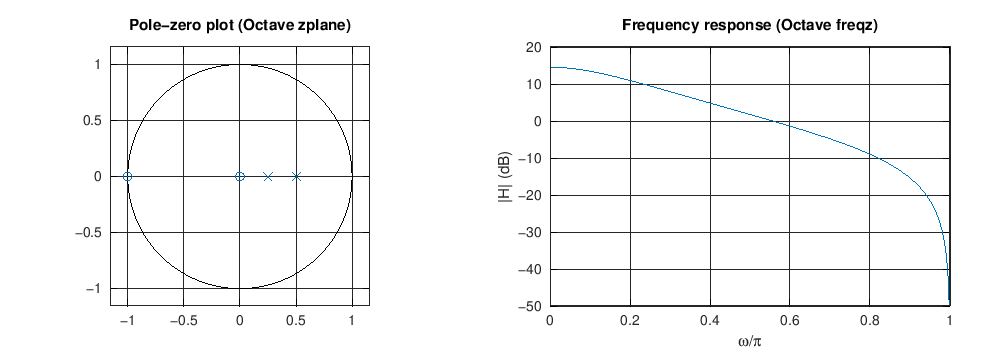 Pole−zero plot (Octave zplane)
1
0.5
0
−0.5
−1
−1 −0.5 0 0.5 1
Frequency response (Octave freqz)
|H| (dB)
20
10
0
−10
−20
−30
−40
−50
0 0.2 0.4 0.6 0.8 1
ω/π